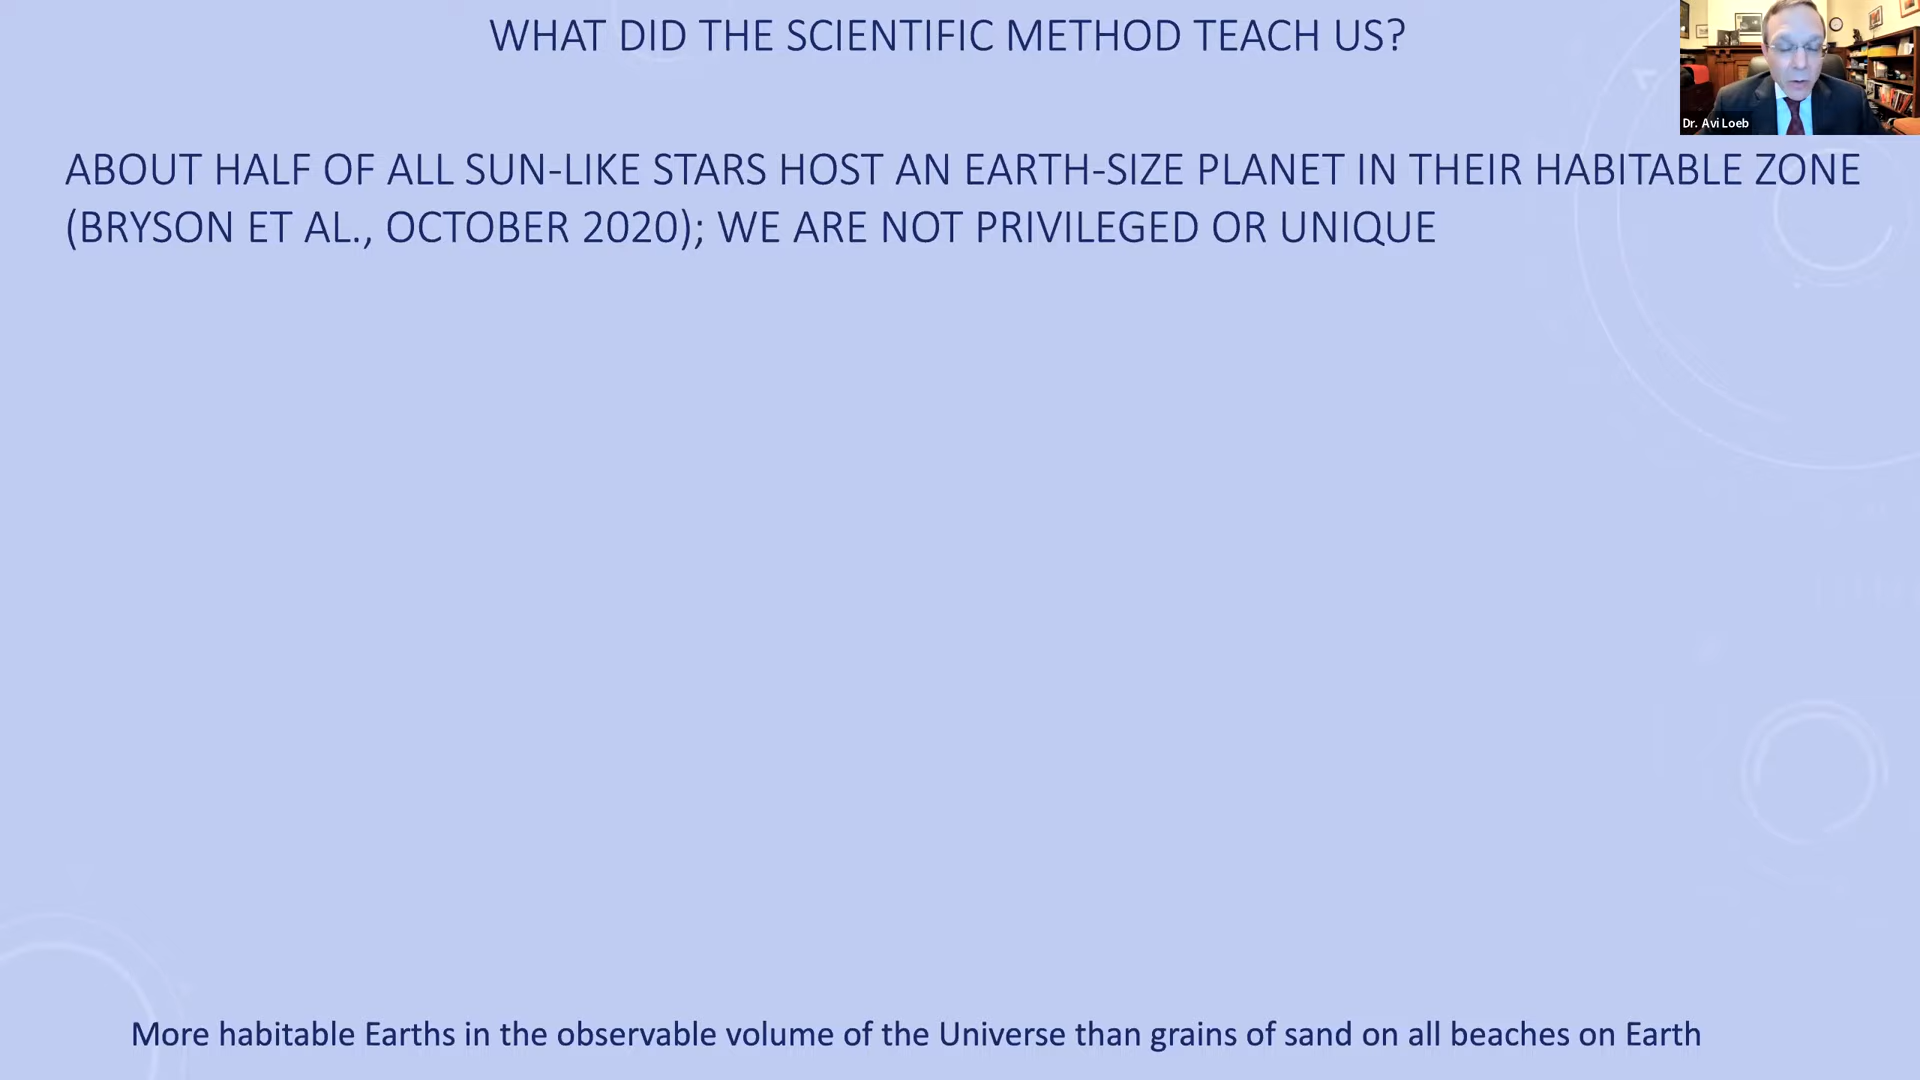 WHAT DID THE SCIENTIFIC METHOD TEACH US?
Dr. Avi Loeb
ABOUT HALF OF ALL SUN-LIKE STARS HOST AN EARTH-SIZE PLANET IN THEIR HABITABLE ZONE
(BRYSON ET AL., OCTOBER 2020); WE ARE NOT PRIVILEGED OR UNIQUE
More habitable Earths in the observable volume of the Universe than grains of sand on all beaches on Earth